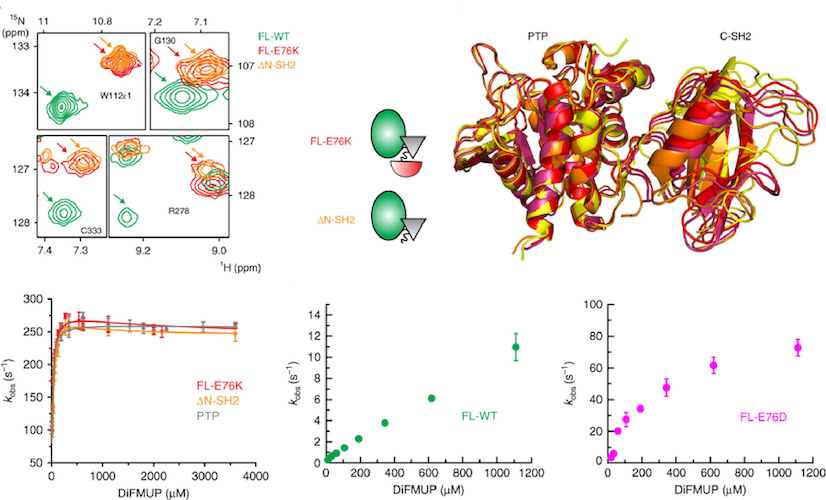 ¹⁵N
(ppm)
11
10.8
7.2
7.1
133
134
W112ε1
G130
107
108
FL-WT
FL-E76K
ΔN-SH2
127
128
C333
R278
127
128
7.4
7.3
9.2
9.0
¹H (ppm)
FL-E76K
ΔN-SH2
PTP
C-SH2
300
250
200
150
100
50
k_obs (s⁻¹)
FL-E76K
ΔN-SH2
PTP
0
1000
2000
3000
4000
DiFMUP (μM)
14
12
10
8
6
4
2
0
k_obs (s⁻¹)
FL-WT
0
200
400
600
800
1000
1200
DiFMUP (μM)
100
80
60
40
20
0
k_obs (s⁻¹)
FL-E76D
0
200
400
600
800
1000
1200
DiFMUP (μM)